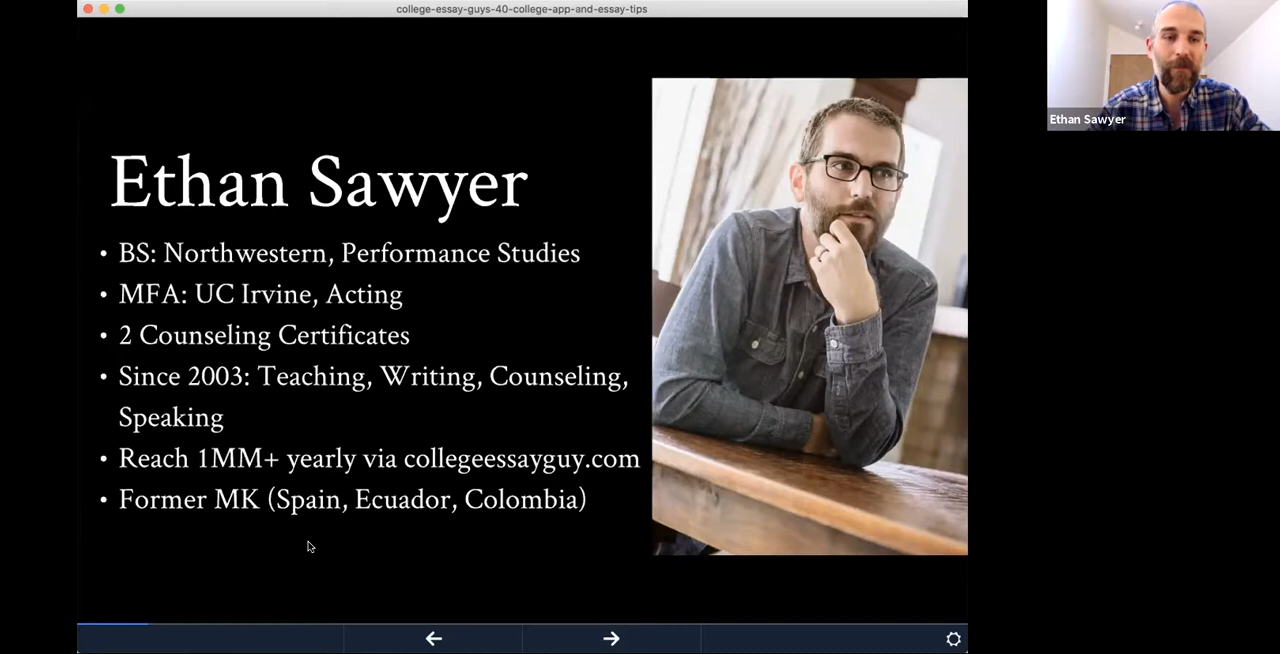 college-essay-guys-40-college-app-and-essay-tips
Ethan Sawyer
• BS: Northwestern, Performance Studies
• MFA: UC Irvine, Acting
• 2 Counseling Certificates
• Since 2003: Teaching, Writing, Counseling,
Speaking
• Reach 1MM+ yearly via collegeessayguy.com
• Former MK (Spain, Ecuador, Colombia)
Ethan Sawyer